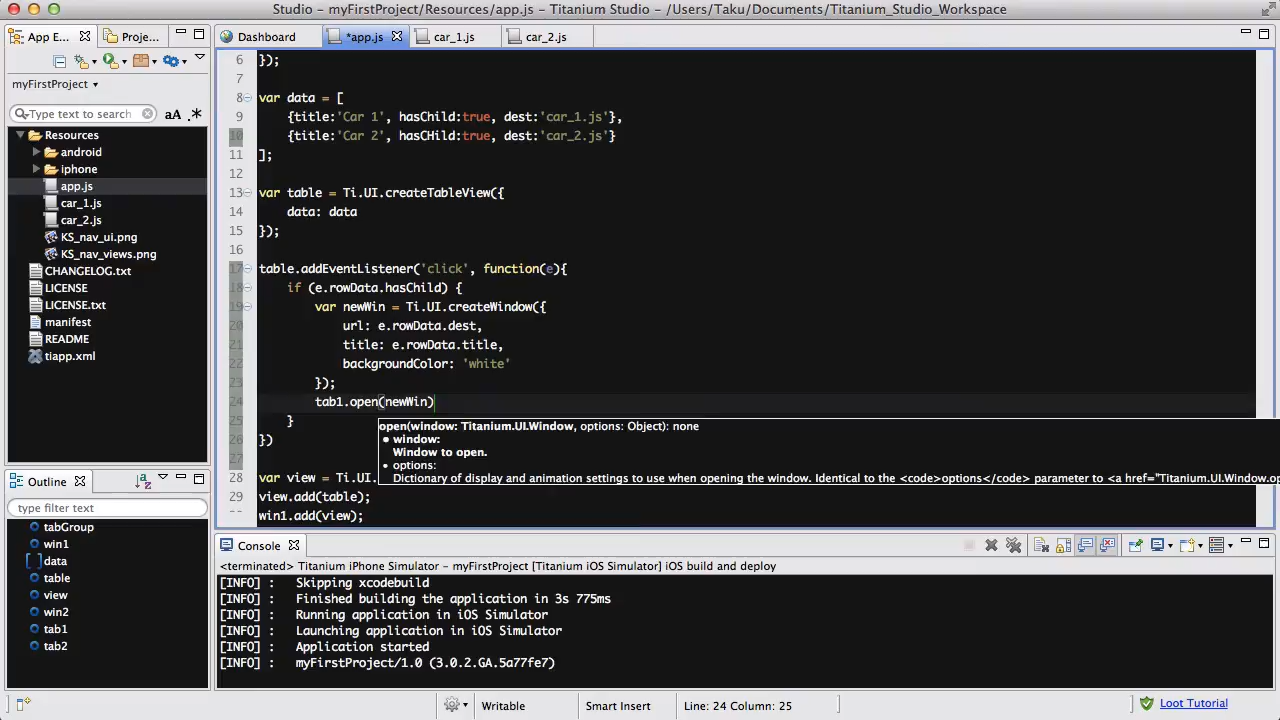 Studio - myFirstProject/Resources/app.js - Titanium Studio - /Users/Taku/Documents/Titanium_Studio_Workspace
App E... Proje...
Dashboard *app.js car_1.js car_2.js
myFirstProject
Type text to search aA .*
Resources
android
iphone
app.js
car_1.js
car_2.js
KS_nav_ui.png
KS_nav_views.png
CHANGELOG.txt
LICENSE
LICENSE.txt
manifest
README
tiapp.xml
6 });
7
8 var data = [
9 {title:'Car 1', hasChild:true, dest:'car_1.js'},
10 {title:'Car 2', hasCHild:true, dest:'car_2.js'}
11 ];
12
13 var table = Ti.UI.createTableView({
14 data: data
15 });
16
17 table.addEventListener('click', function(e){
18 if (e.rowData.hasChild) {
19 var newWin = Ti.UI.createWindow({
20 url: e.rowData.dest,
21 title: e.rowData.title,
22 backgroundColor: 'white'
23 });
24 tab1.open(newWin)
25 }
26 })
27
28 var view = Ti.UI.
29 view.add(table);
win1.add(view);
open(window: Titanium.UI.Window, options: Object): none
• window:
Window to open.
• options:
Dictionary of display and animation settings to use when opening the window. Identical to the <code>options</code> parameter to <a href="Titanium.UI.Window.op
Outline
type filter text
tabGroup
win1
data
table
view
win2
tab1
tab2
Console
<terminated> Titanium iPhone Simulator - myFirstProject [Titanium iOS Simulator] iOS build and deploy
[INFO] : Skipping xcodebuild
[INFO] : Finished building the application in 3s 775ms
[INFO] : Running application in iOS Simulator
[INFO] : Launching application in iOS Simulator
[INFO] : Application started
[INFO] : myFirstProject/1.0 (3.0.2.GA.5a77fe7)
Writable Smart Insert Line: 24 Column: 25 Loot Tutorial